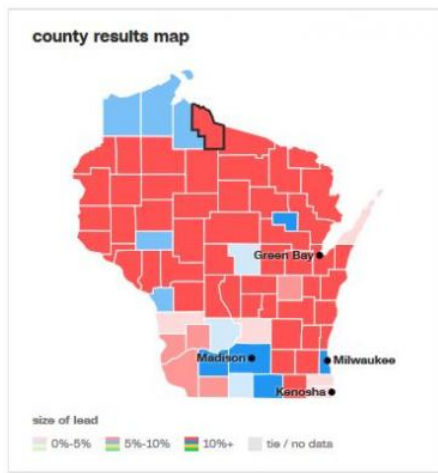 county results map
Green Bay
Madison
Milwaukee
Kenosha
size of lead
0%-5%
5%-10%
10%+
tie / no data